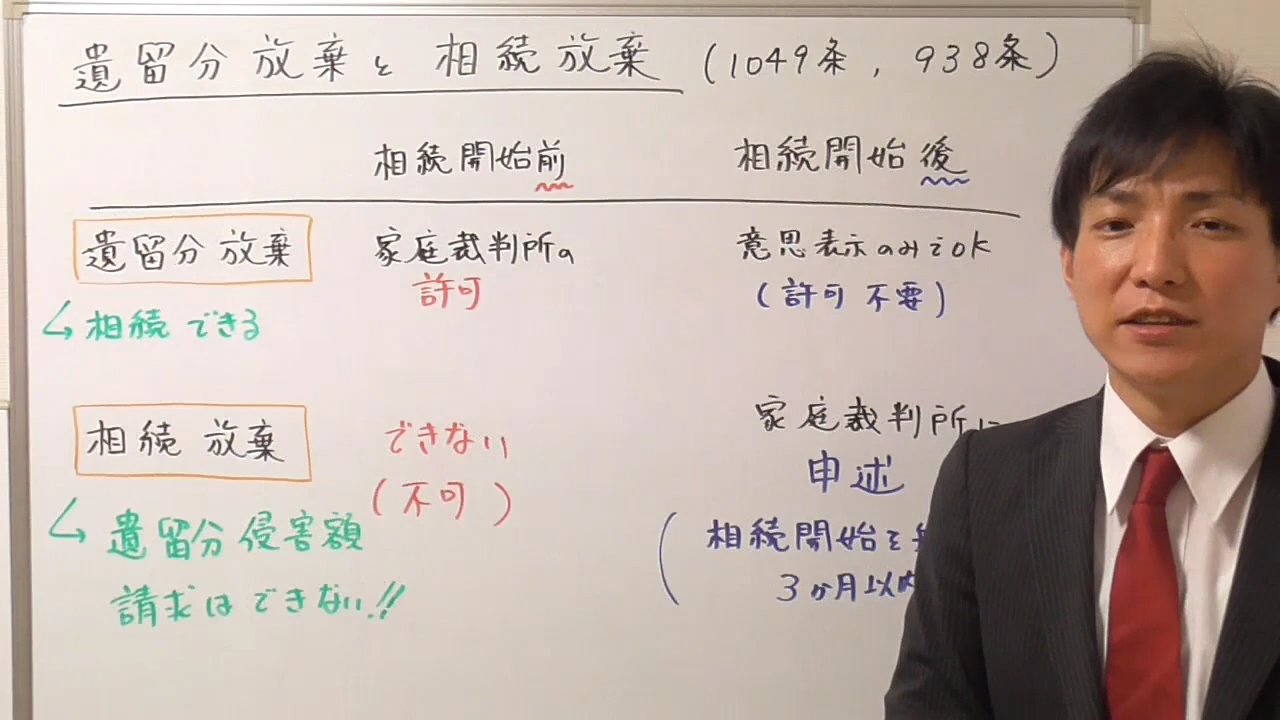 遺留分放棄と 相続放棄 (1049条, 938条)
相続開始前 相続開始後
遺留分放棄 家庭裁判所の 意思表示のみでOK
許可 (許可不要)
↳相続できる
相続放棄 できない 家庭裁判所に
(不可) 申述
↳遺留分侵害額 (相続開始を
請求はできない!! 3か月以内